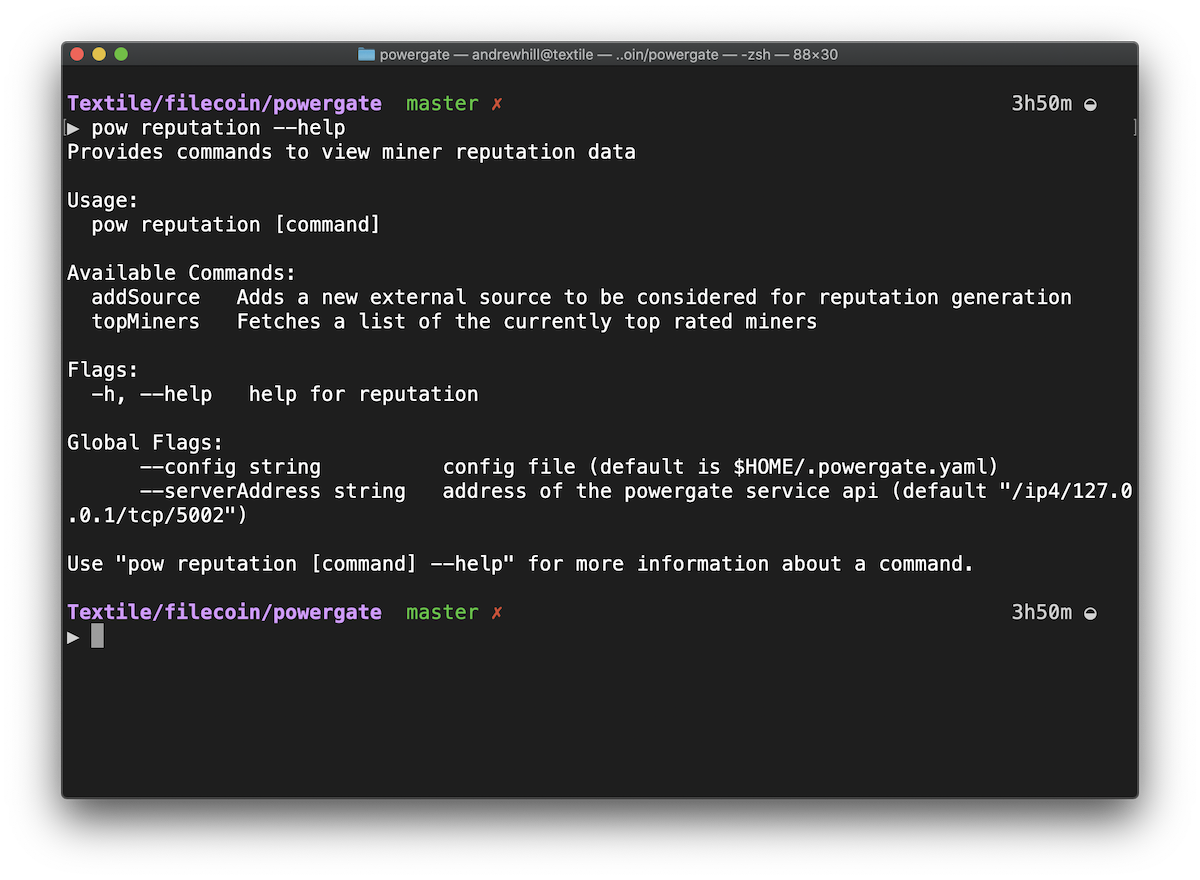 powergate — andrewhill@textile — ..oin/powergate — -zsh — 88×30
Textile/filecoin/powergate  master ✗ 3h50m ◒
[▶ pow reputation --help ]
Provides commands to view miner reputation data
Usage:
  pow reputation [command]
Available Commands:
  addSource   Adds a new external source to be considered for reputation generation
  topMiners   Fetches a list of the currently top rated miners
Flags:
  -h, --help   help for reputation
Global Flags:
      --config string          config file (default is $HOME/.powergate.yaml)
      --serverAddress string   address of the powergate service api (default "/ip4/127.0
.0.1/tcp/5002")
Use "pow reputation [command] --help" for more information about a command.
Textile/filecoin/powergate  master ✗ 3h50m ◒
▶